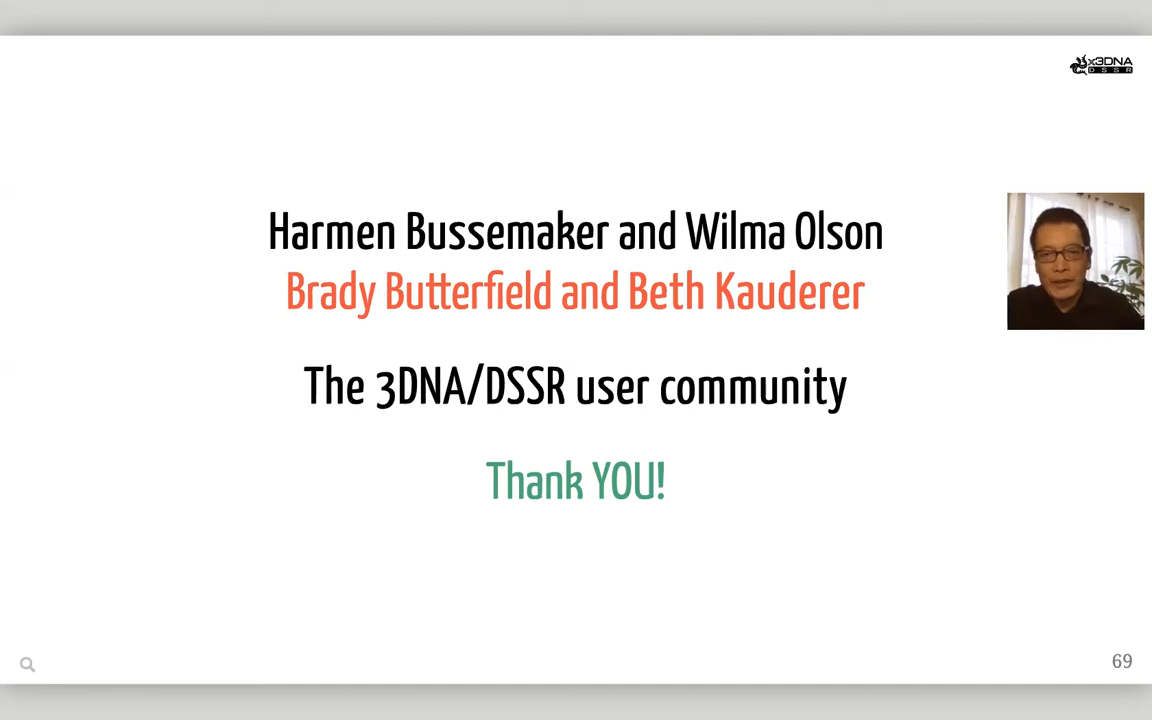 x3DNA
DSSR
Harmen Bussemaker and Wilma Olson
Brady Butterfield and Beth Kauderer
The 3DNA/DSSR user community
Thank YOU!
69